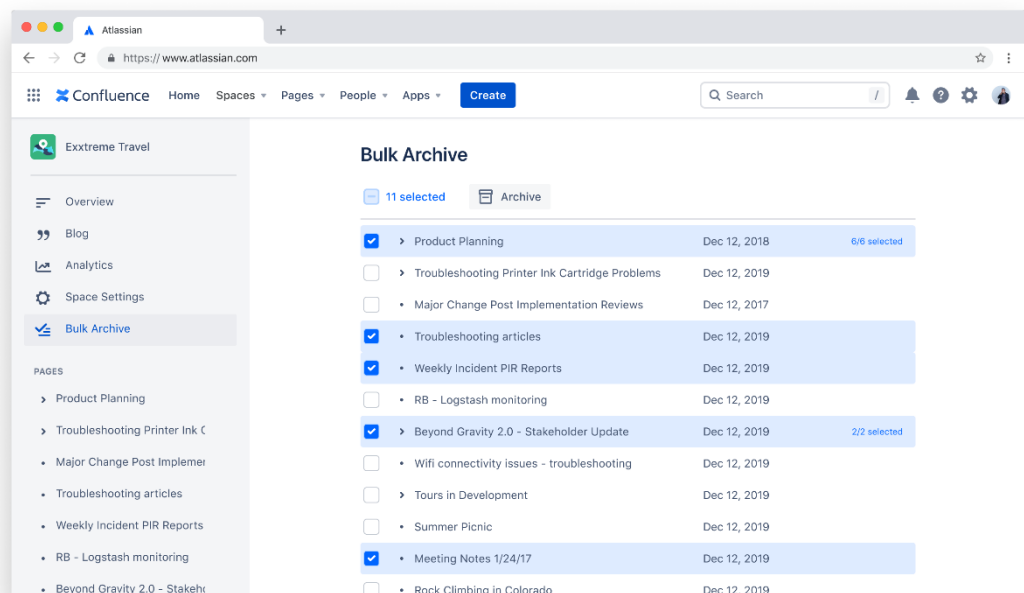 Atlassian
https://www.atlassian.com
Confluence Home Spaces Pages People Apps Create Search /
Exxtreme Travel
Overview
Blog
Analytics
Space Settings
Bulk Archive
PAGES
Product Planning
Troubleshooting Printer Ink
Major Change Post Implemen
Troubleshooting articles
Weekly Incident PIR Reports
RB - Logstash monitoring
Beyond Gravity 2.0 - Stakeho
Bulk Archive
11 selected Archive
Product Planning Dec 12, 2018 6/6 selected
Troubleshooting Printer Ink Cartridge Problems Dec 12, 2019
Major Change Post Implementation Reviews Dec 12, 2017
Troubleshooting articles Dec 12, 2019
Weekly Incident PIR Reports Dec 12, 2019
RB - Logstash monitoring Dec 12, 2019
Beyond Gravity 2.0 - Stakeholder Update Dec 12, 2019 2/2 selected
Wifi connectivity issues - troubleshooting Dec 12, 2019
Tours in Development Dec 12, 2019
Summer Picnic Dec 12, 2019
Meeting Notes 1/24/17 Dec 12, 2019
Rock Climbing in Colorado Dec 12, 2019